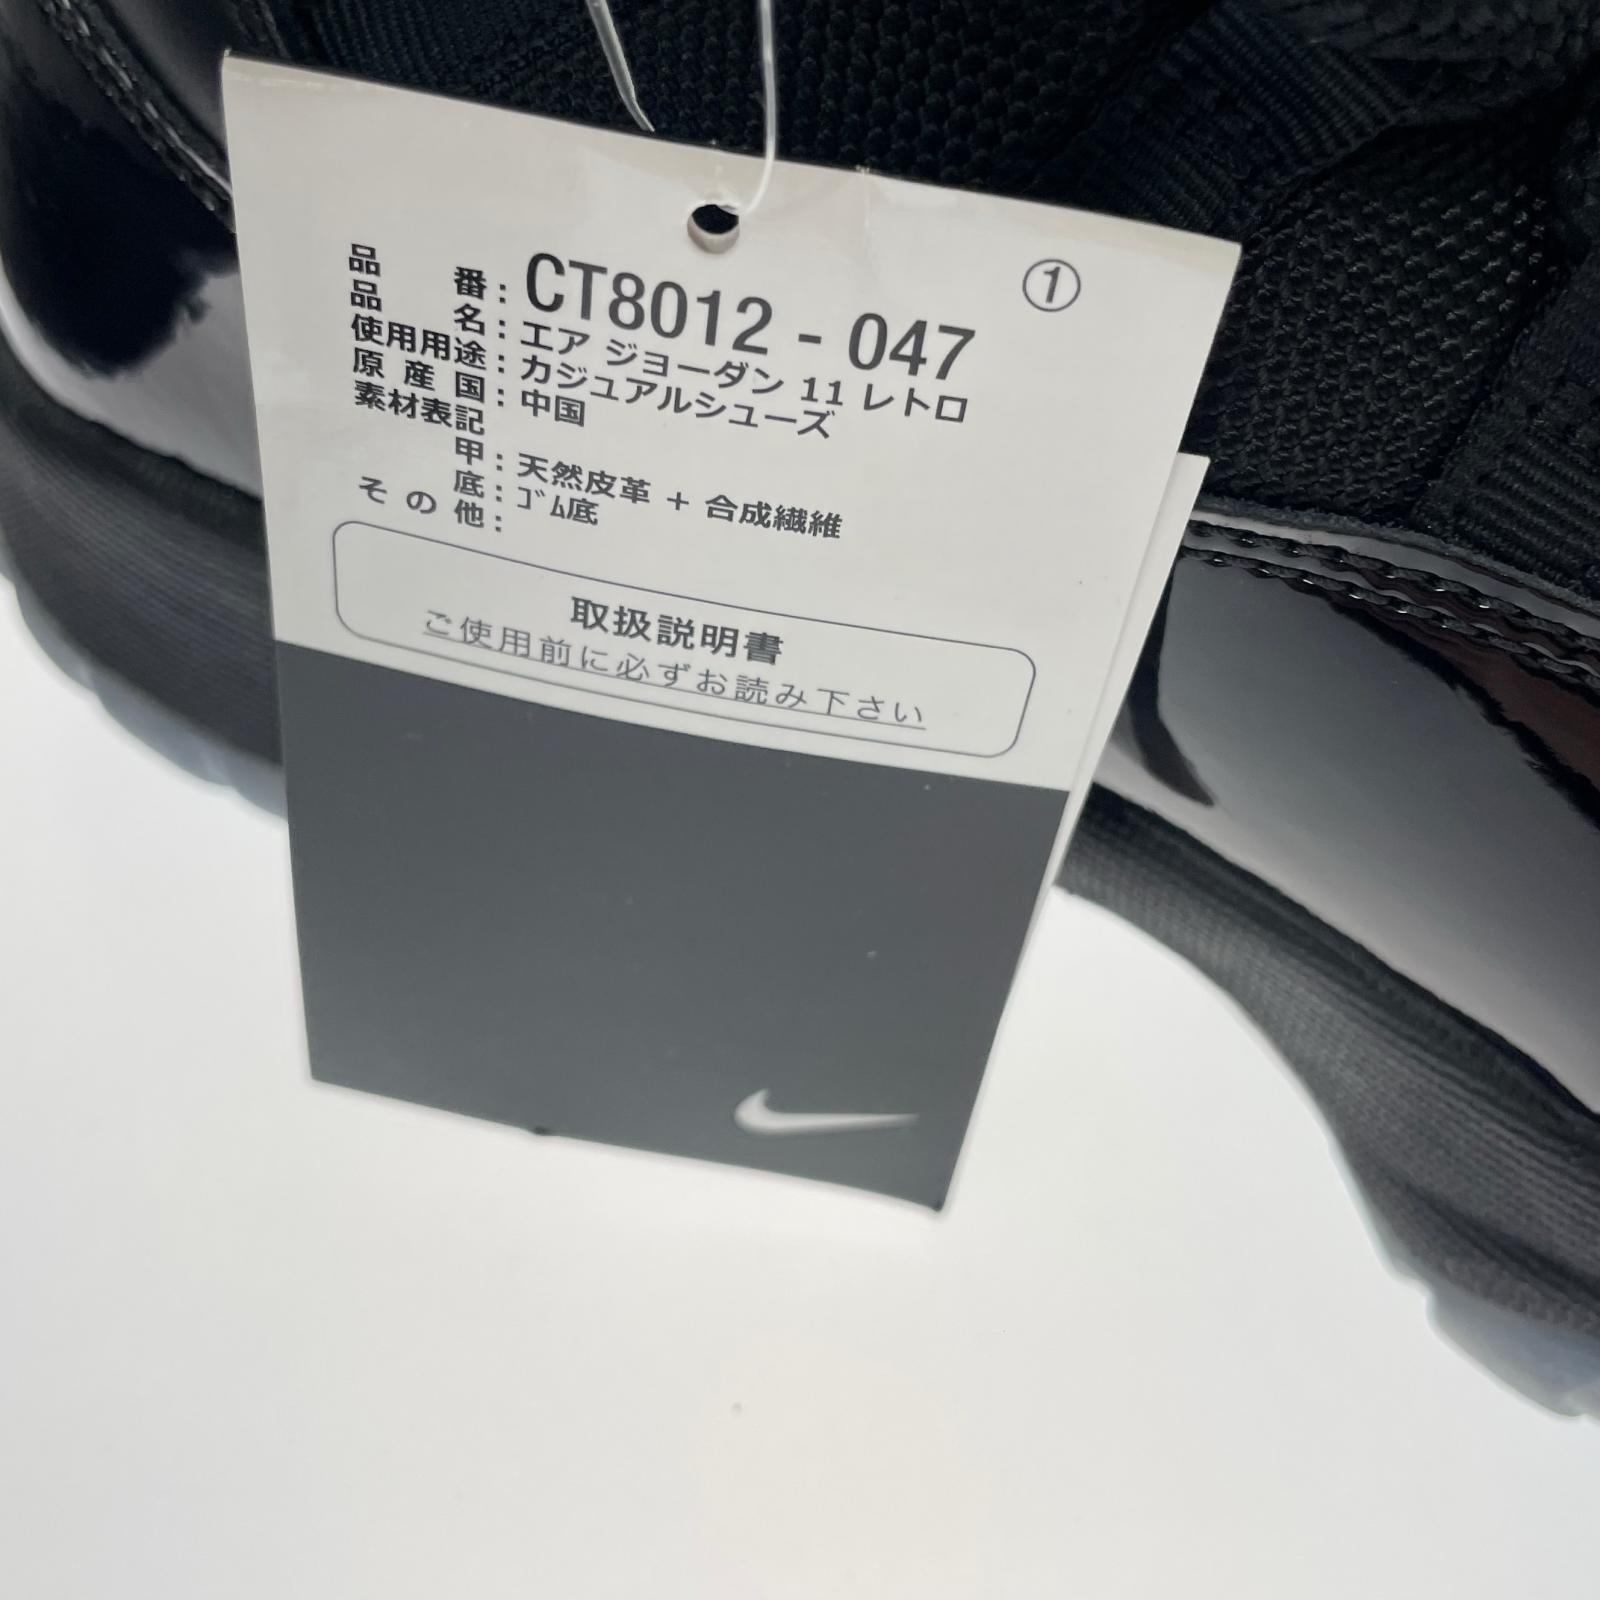 ①
品番：CT8012 - 047
品名：エア ジョーダン 11 レトロ
使用用途：カジュアルシューズ
原産国：中国
素材表記
甲：天然皮革 + 合成繊維
底：ｺﾞﾑ底
その他：
取扱説明書
ご使用前に必ずお読み下さい